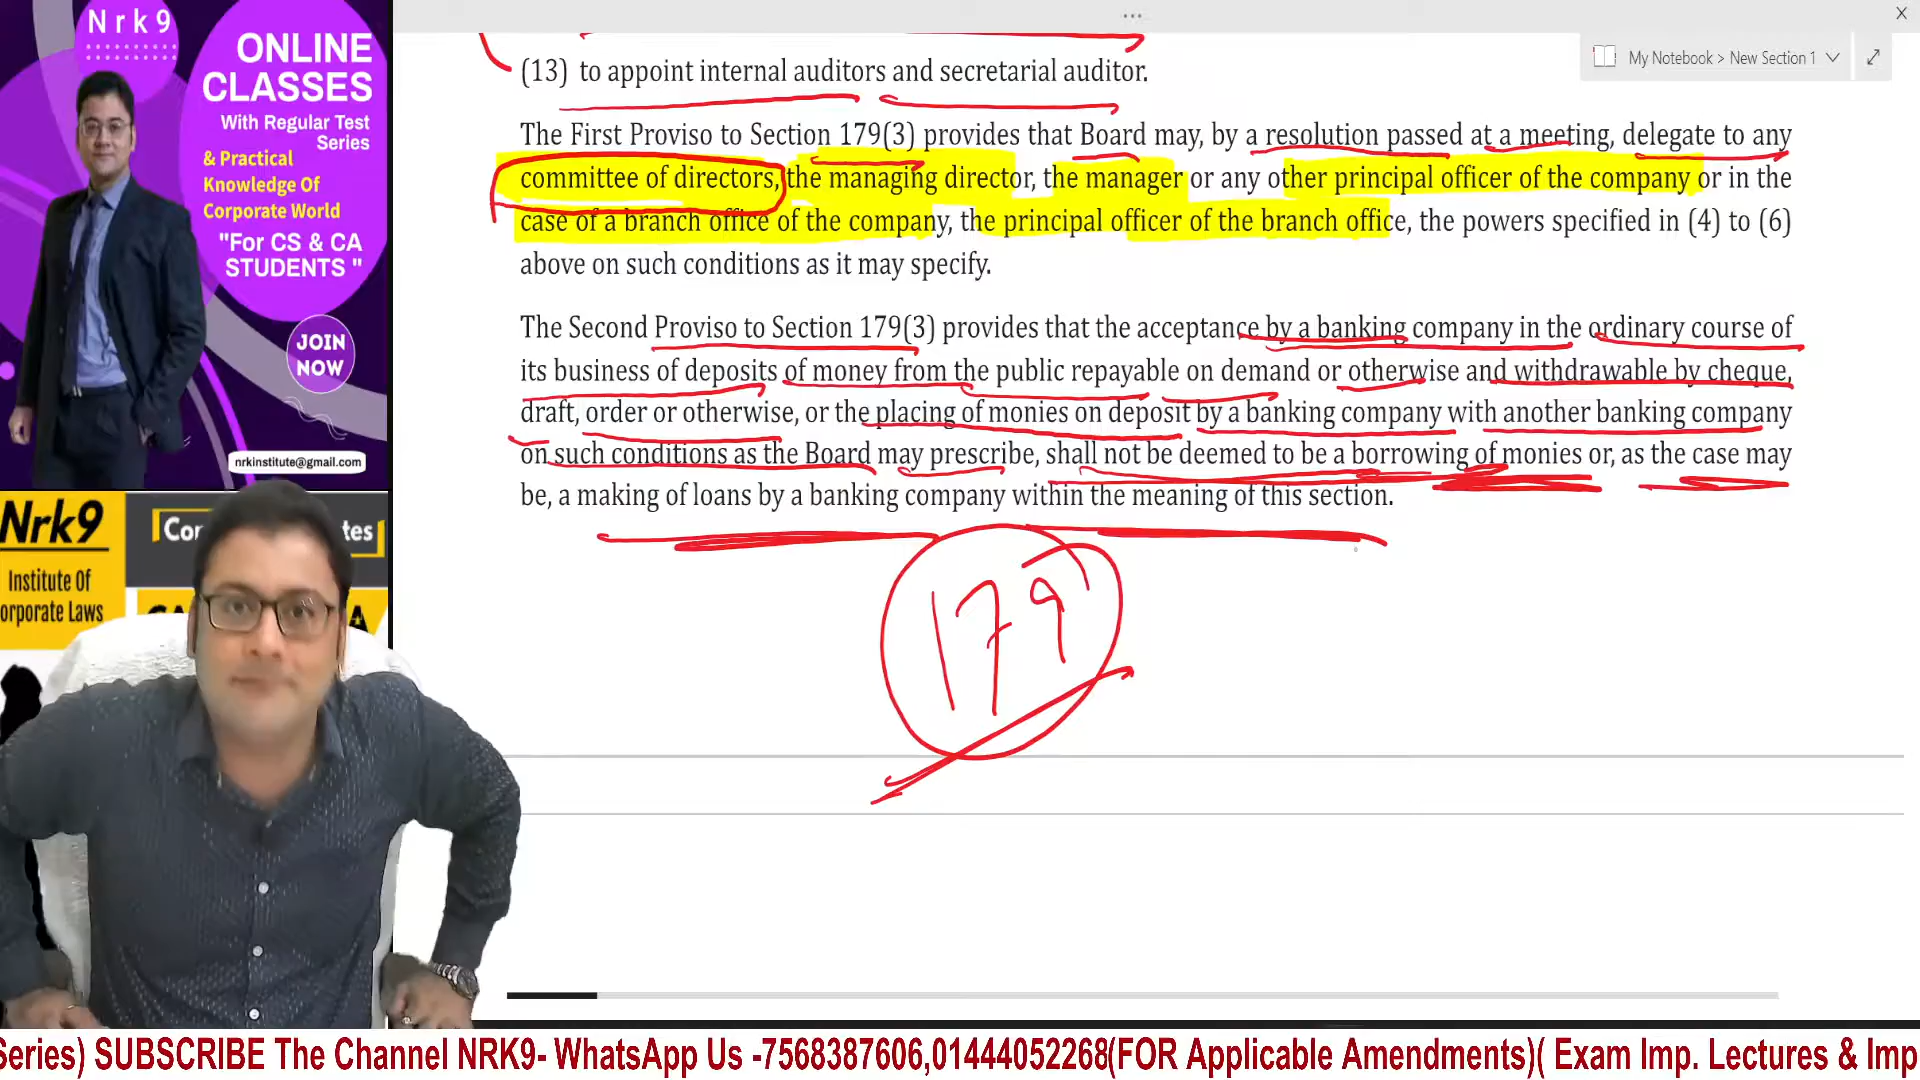 Nrk9
ONLINE
CLASSES
With Regular Test
Series
& Practical
Knowledge Of
Corporate World
"For CS & CA
STUDENTS "
JOIN
NOW
nrkinstitute@gmail.com
Nrk9
Institute Of
orporate Laws
X
My Notebook > New Section 1
(13) to appoint internal auditors and secretarial auditor.
The First Proviso to Section 179(3) provides that Board may, by a resolution passed at a meeting, delegate to any
committee of directors, the managing director, the manager or any other principal officer of the company or in the
case of a branch office of the company, the principal officer of the branch office, the powers specified in (4) to (6)
above on such conditions as it may specify.
The Second Proviso to Section 179(3) provides that the acceptance by a banking company in the ordinary course of
its business of deposits of money from the public repayable on demand or otherwise and withdrawable by cheque,
draft, order or otherwise, or the placing of monies on deposit by a banking company with another banking company
on such conditions as the Board may prescribe, shall not be deemed to be a borrowing of monies or, as the case may
be, a making of loans by a banking company within the meaning of this section.
179
Series) SUBSCRIBE The Channel NRK9- WhatsApp Us -7568387606,01444052268(FOR Applicable Amendments)( Exam Imp. Lectures & Imp